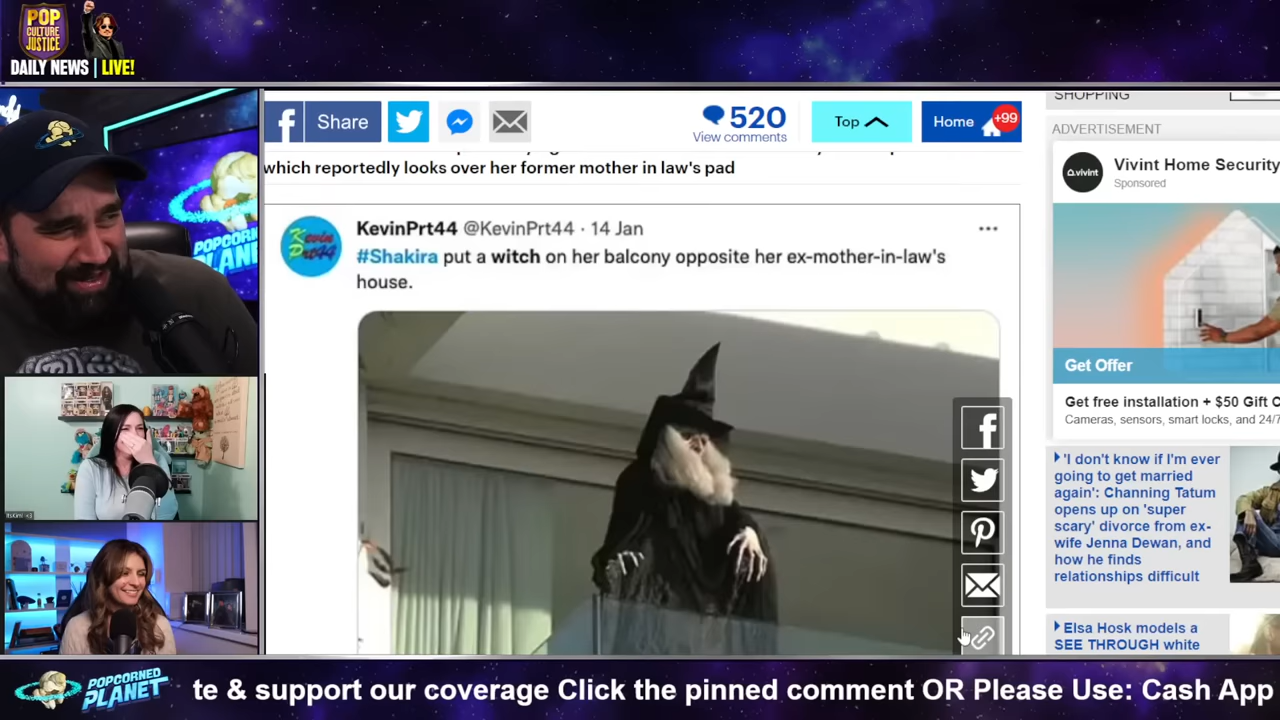 POP
CULTURE
JUSTICE
DAILY NEWS | LIVE!
Share
520
View comments
Top
Home
+99
SHOPPING
which reportedly looks over her former mother in law's pad
ADVERTISEMENT
vivint
Vivint Home Security
Sponsored
KevinPrt44 @KevinPrt44 · 14 Jan
#Shakira put a witch on her balcony opposite her ex-mother-in-law's
house.
Get Offer
Get free installation + $50 Gift C
Cameras, sensors, smart locks, and 24/7
'I don't know if I'm ever
going to get married
again': Channing Tatum
opens up on 'super
scary' divorce from ex-
wife Jenna Dewan, and
how he finds
relationships difficult
Elsa Hosk models a
SEE THROUGH white
POPCORNED
PLANET
POPCORNED
PLANET
te & support our coverage Click the pinned comment OR Please Use: Cash App